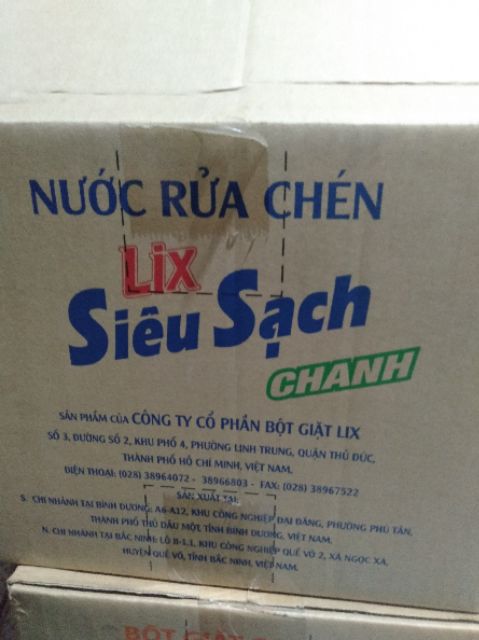 NƯỚC RỬA CHÉN
Lix
Siêu Sạch
CHANH
SẢN PHẨM CỦA CÔNG TY CỔ PHẦN BỘT GIẶT LIX
SỐ 3, ĐƯỜNG SỐ 2, KHU PHỐ 4, PHƯỜNG LINH TRUNG, QUẬN THỦ ĐỨC,
THÀNH PHỐ HỒ CHÍ MINH, VIỆT NAM.
ĐIỆN THOẠI: (028) 38964072 - 38966803 - FAX: (028) 38967522
SẢN XUẤT TẠI:
S. CHI NHÁNH TẠI BÌNH DƯƠNG: A6-A12, KHU CÔNG NGHIỆP ĐẠI ĐĂNG, PHƯỜNG PHÚ TÂN,
THÀNH PHỐ THỦ DẦU MỘT, TỈNH BÌNH DƯƠNG, VIỆT NAM.
N. CHI NHÁNH TẠI BẮC NINH: LÔ B-1.1, KHU CÔNG NGHIỆP QUẾ VÕ 2, XÃ NGỌC XÁ,
HUYỆN QUẾ VÕ, TỈNH BẮC NINH, VIỆT NAM.
BỘT GIẶT